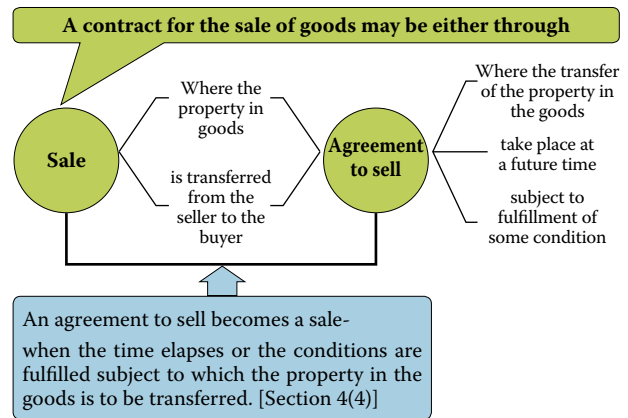 A contract for the sale of goods may be either through
Sale
Where the
property in
goods
is transferred
from the
seller to the
buyer
Agreement
to sell
Where the transfer
of the property in
the goods
take place at
a future time
subject to
fulfillment of
some condition
An agreement to sell becomes a sale-
when the time elapses or the conditions are
fulfilled subject to which the property in the
goods is to be transferred. [Section 4(4)]